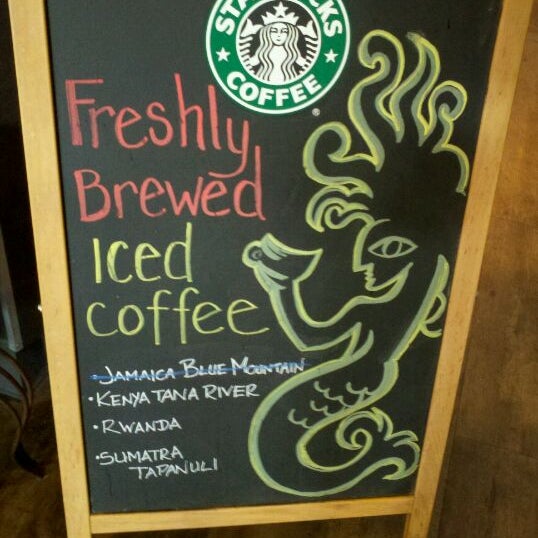 STARBUCKS
COFFEE
®
Freshly
Brewed
Iced
Coffee
• JAMAICA BLUE MOUNTAIN
• KENYA TANA RIVER
• RWANDA
• SUMATRA
TAPANULI